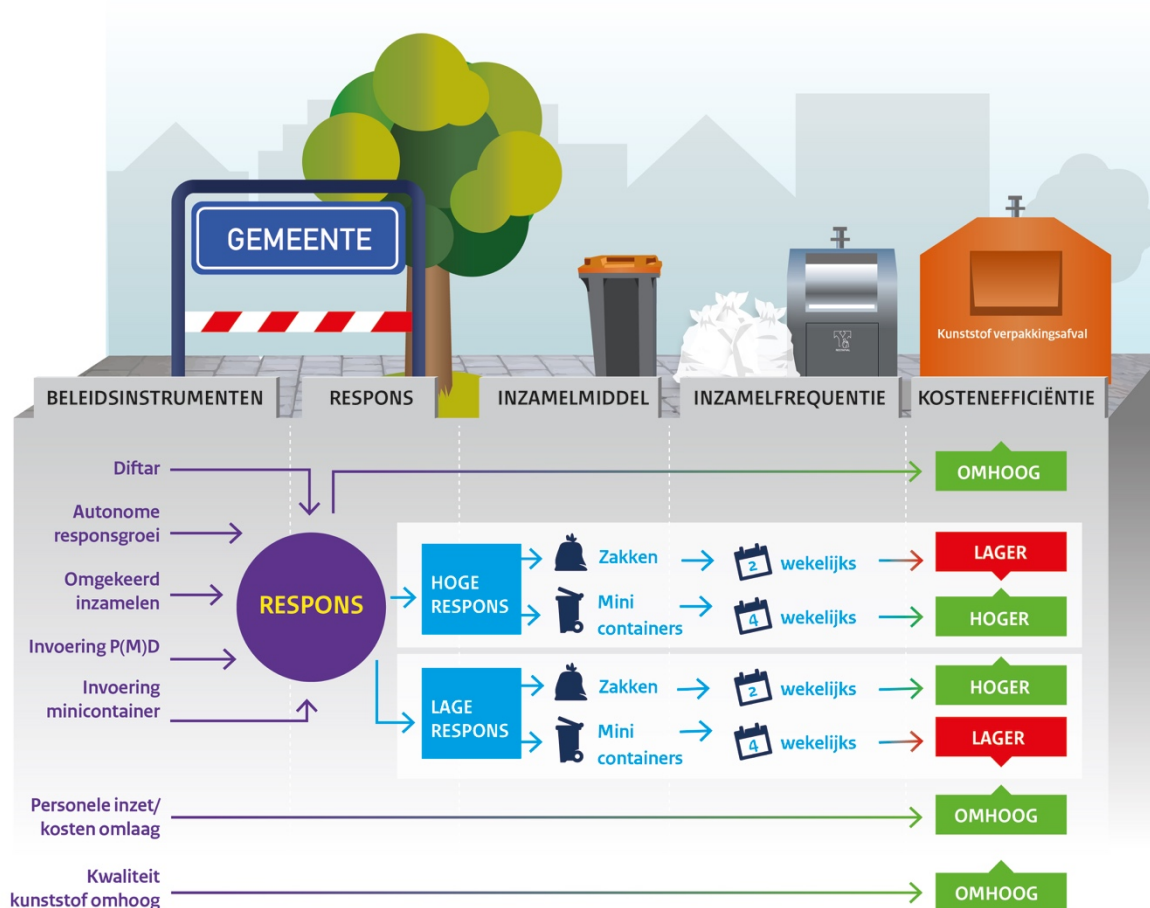 GEMEENTE
Kunststof verpakkingsafval
BELEIDSINSTRUMENTEN
RESPONS
INZAMELMIDDEL
INZAMELFREQUENTIE
KOSTENEFFICIËNTIE
Diftar
OMHOOG
Autonome
responsgroei
Omgekeerd
inzamelen
Invoering P(M)D
Invoering
minicontainer
RESPONS
HOGE
RESPONS
Zakken
2 wekelijks
LAGER
Mini
containers
4 wekelijks
HOGER
LAGE
RESPONS
Zakken
2 wekelijks
HOGER
Mini
containers
4 wekelijks
LAGER
Personele inzet/
kosten omlaag
OMHOOG
Kwaliteit
kunststof omhoog
OMHOOG